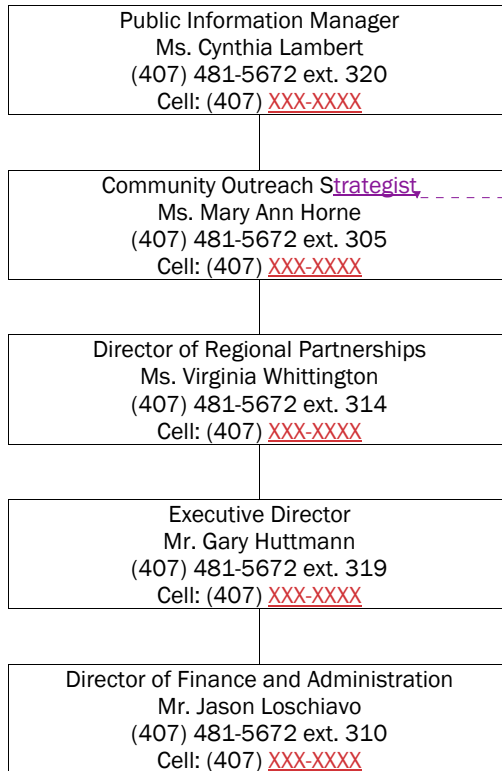 Public Information Manager
Ms. Cynthia Lambert
(407) 481-5672 ext. 320
Cell: (407) XXX-XXXX
Community Outreach Strategist
Ms. Mary Ann Horne
(407) 481-5672 ext. 305
Cell: (407) XXX-XXXX
Director of Regional Partnerships
Ms. Virginia Whittington
(407) 481-5672 ext. 314
Cell: (407) XXX-XXXX
Executive Director
Mr. Gary Huttmann
(407) 481-5672 ext. 319
Cell: (407) XXX-XXXX
Director of Finance and Administration
Mr. Jason Loschiavo
(407) 481-5672 ext. 310
Cell: (407) XXX-XXXX